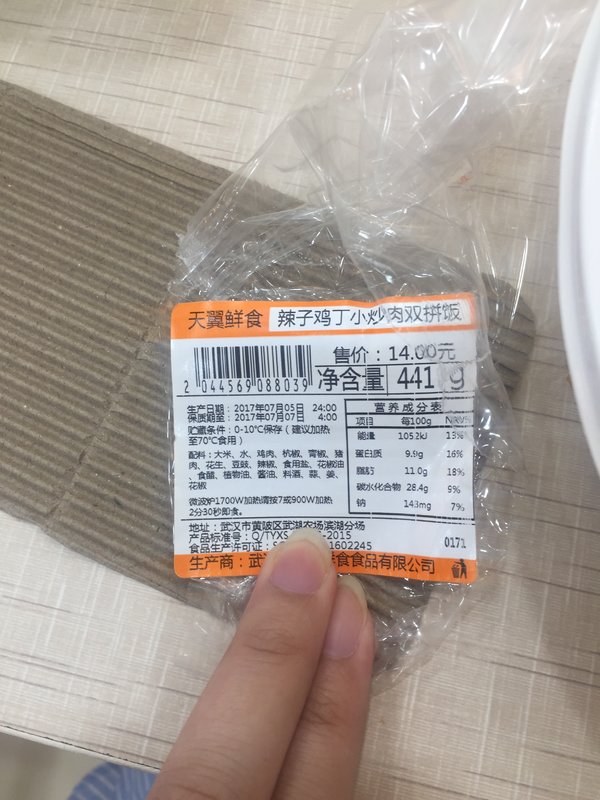 天翼鲜食 辣子鸡丁小炒肉双拼饭
售价：14.00元
2 044569 088039
净含量 441 g
生产日期：2017年07月05日 24:00
保质期至：2017年07月07日 4:00
贮藏条件：0-10℃保存（建议加热
至70℃食用）
配料：大米、水、鸡肉、杭椒、青椒、猪
肉、花生、豆豉、辣椒、食用盐、花椒油
、食醋、植物油、酱油、料酒、蒜、姜、
花椒
微波炉1700W加热请按7或900W加热
2分30秒即食。
营养成分表
项目 每100g NRV%
能量 1052kJ 13%
蛋白质 9.9g 16%
脂肪 11.0g 18%
碳水化合物 28.4g 9%
钠 143mg 7%
地址：武汉市黄陂区武湖农场滨湖分场
产品标准号：Q/TYXS -2015
食品生产许可证：S 1602245
0171
生产商：武 鲜食食品有限公司